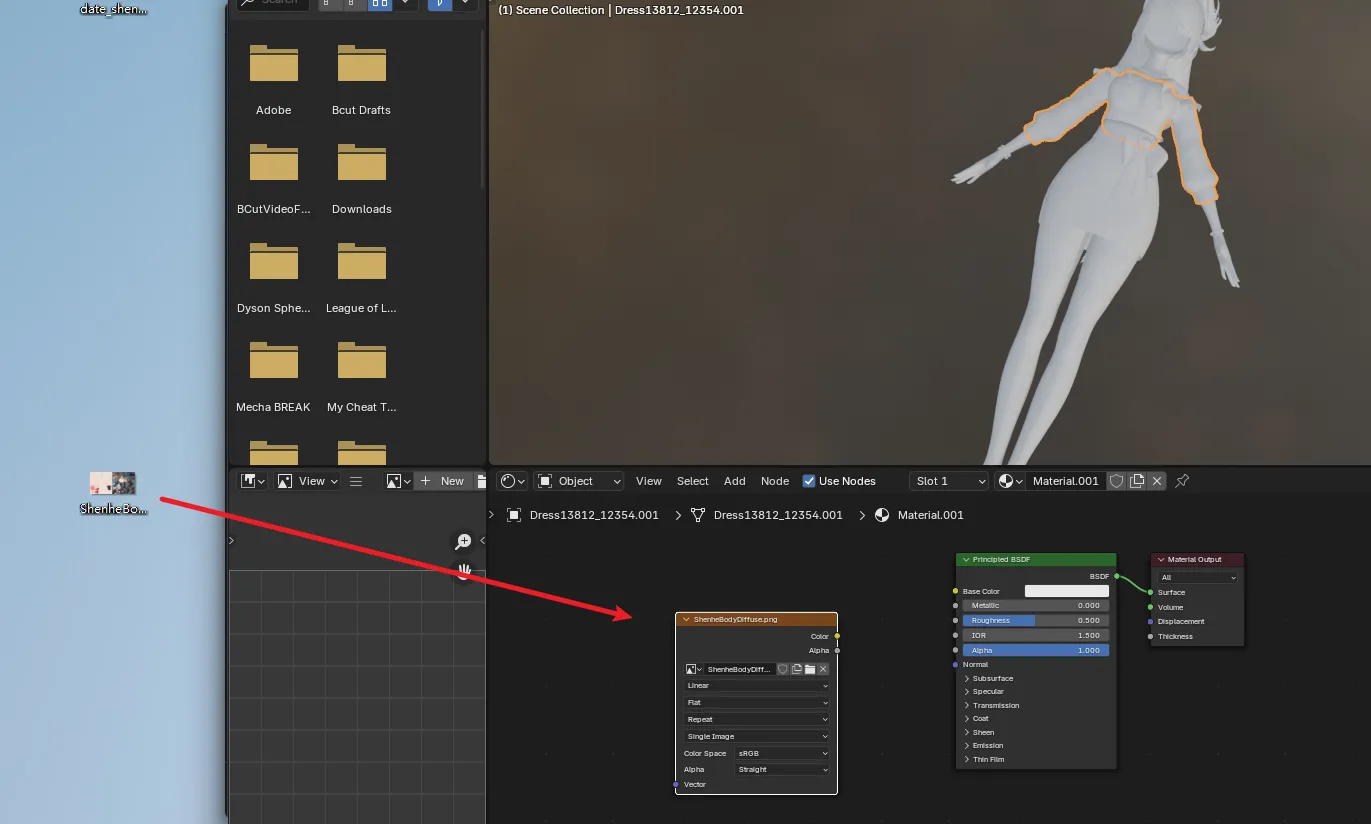 date_shen...
ShenheBo...
Search
Adobe
Bcut Drafts
BCutVideoF...
Downloads
Dyson Sphe...
League of L...
Mecha BREAK
My Cheat T...
(1) Scene Collection | Dress13812_12354.001
View
New
Object
View
Select
Add
Node
Use Nodes
Slot 1
Material.001
Dress13812_12354.001
Dress13812_12354.001
Material.001
ShenheBodyDiffuse.png
Color
Alpha
ShenheBodyDiff...
Linear
Flat
Repeat
Single Image
Color Space sRGB
Alpha Straight
Vector
Principled BSDF
BSDF
Base Color
Metallic 0.000
Roughness 0.500
IOR 1.500
Alpha 1.000
Normal
Subsurface
Specular
Transmission
Coat
Sheen
Emission
Thin Film
Material Output
All
Surface
Volume
Displacement
Thickness